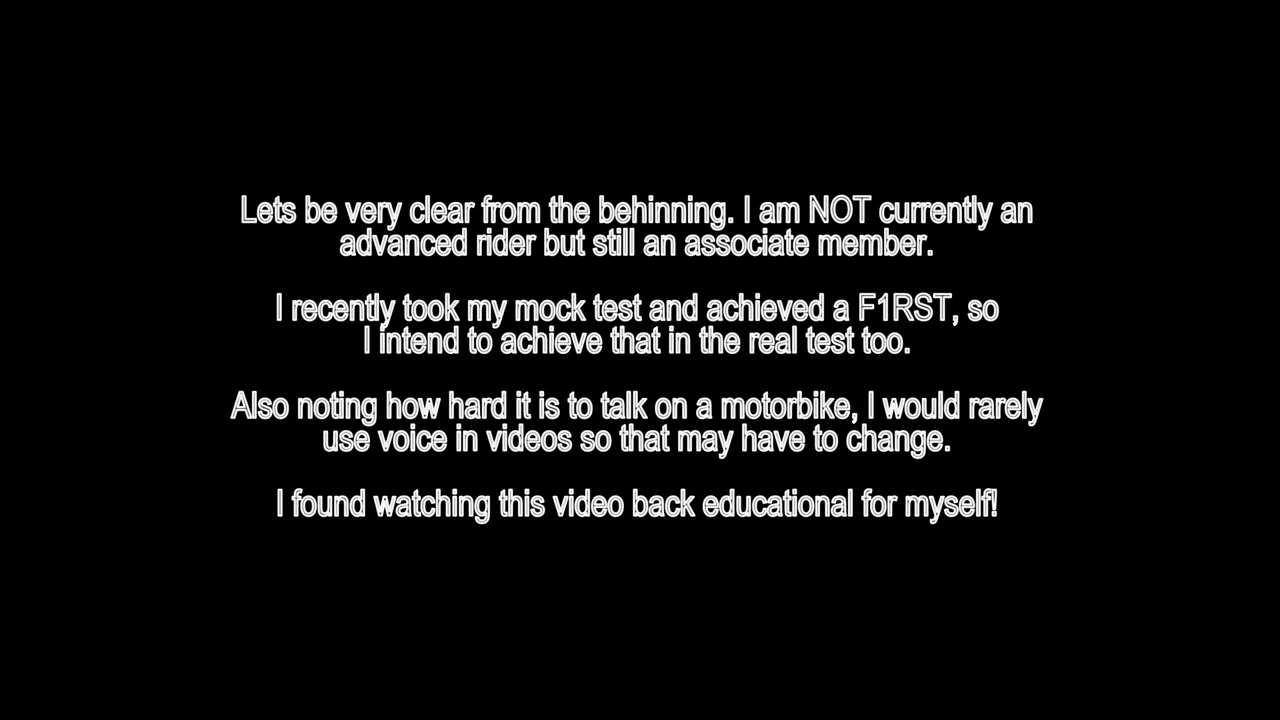 Lets be very clear from the behinning. I am NOT currently an
advanced rider but still an associate member.
I recently took my mock test and achieved a F1RST, so
I intend to achieve that in the real test too.
Also noting how hard it is to talk on a motorbike, I would rarely
use voice in videos so that may have to change.
I found watching this video back educational for myself!